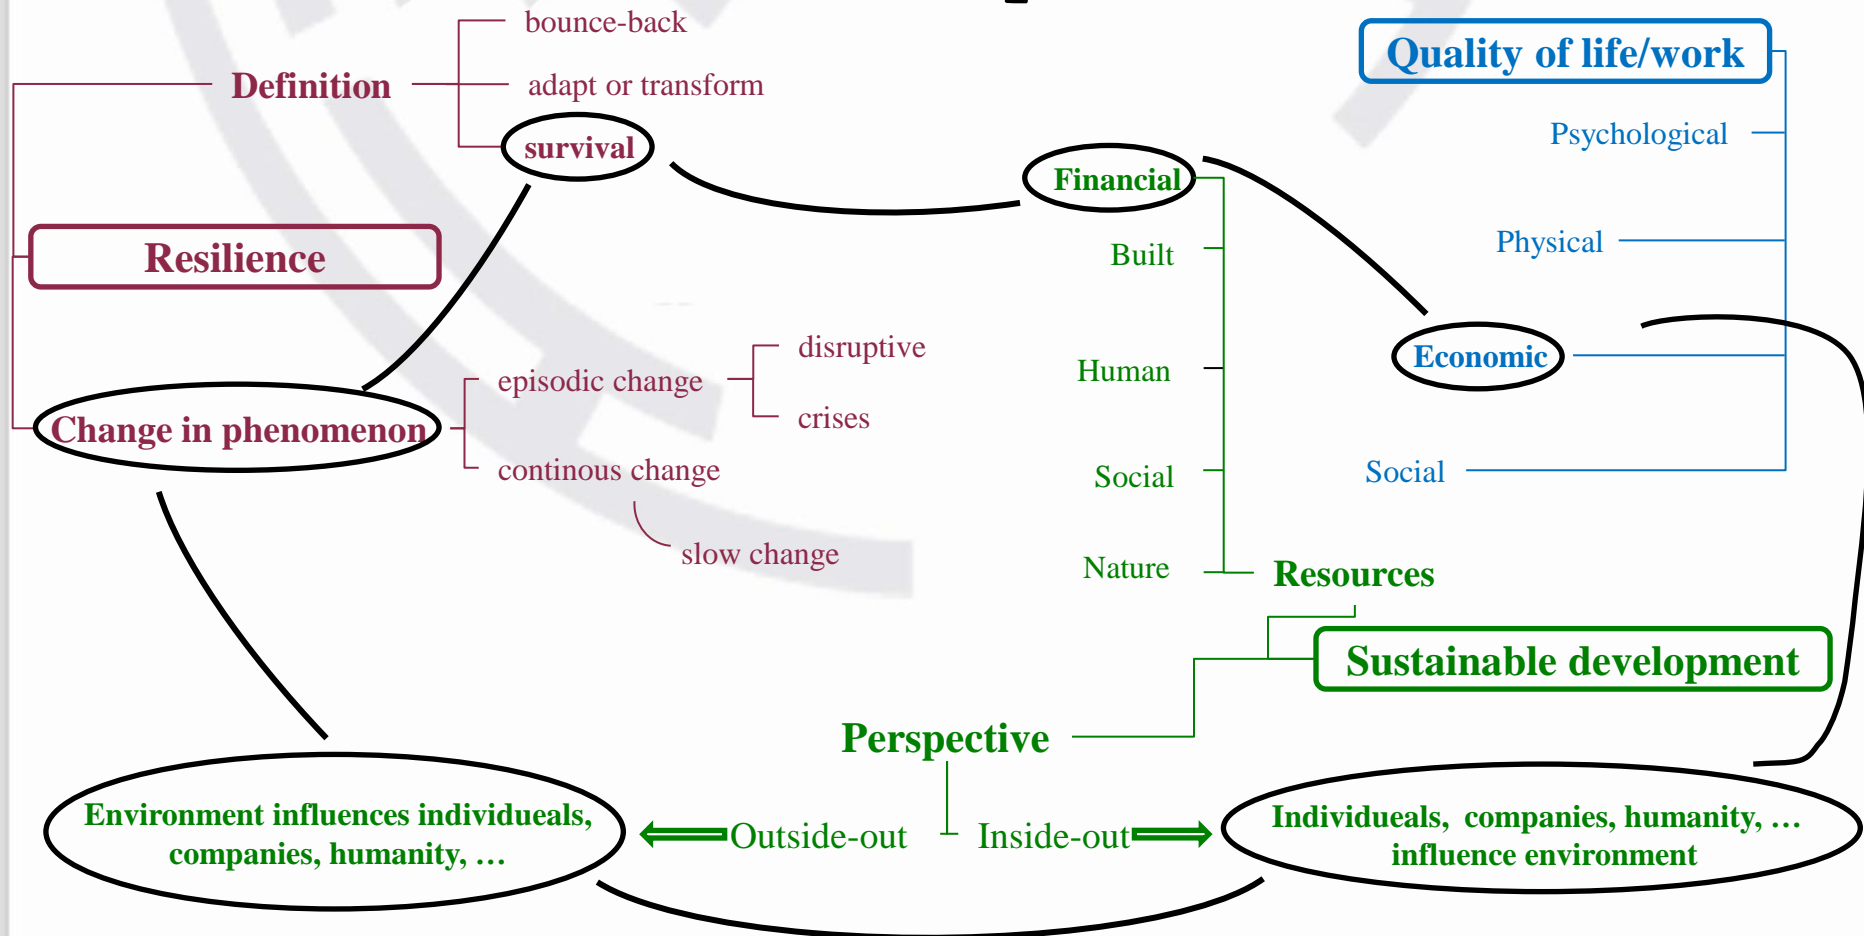 bounce-back
Definition
adapt or transform
survival
Resilience
Change in phenomenon
episodic change
disruptive
crises
continous change
slow change
Quality of life/work
Psychological
Physical
Economic
Social
Financial
Built
Human
Social
Nature
Resources
Sustainable development
Perspective
Outside-out
Inside-out
Environment influences individueals,
companies, humanity, …
Individueals,  companies, humanity, …
influence environment